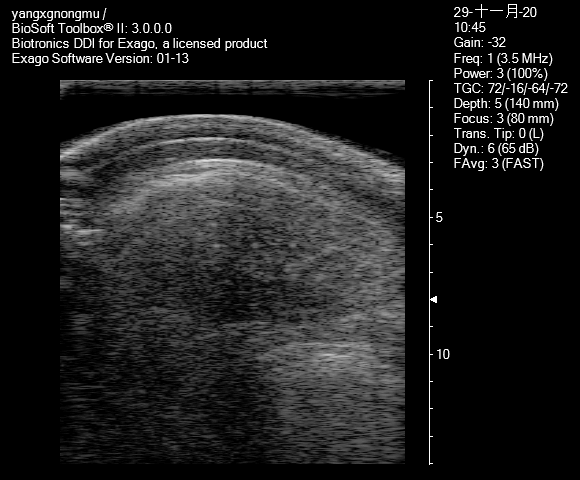 yangxgnongmu /
BioSoft Toolbox® II: 3.0.0.0
Biotronics DDI for Exago, a licensed product
Exago Software Version: 01-13
29-十一月-20
10:45
Gain: -32
Freq: 1 (3.5 MHz)
Power: 3 (100%)
TGC: 72/-16/-64/-72
Depth: 5 (140 mm)
Focus: 3 (80 mm)
Trans. Tip: 0 (L)
Dyn.: 6 (65 dB)
FAvg: 3 (FAST)
5
10